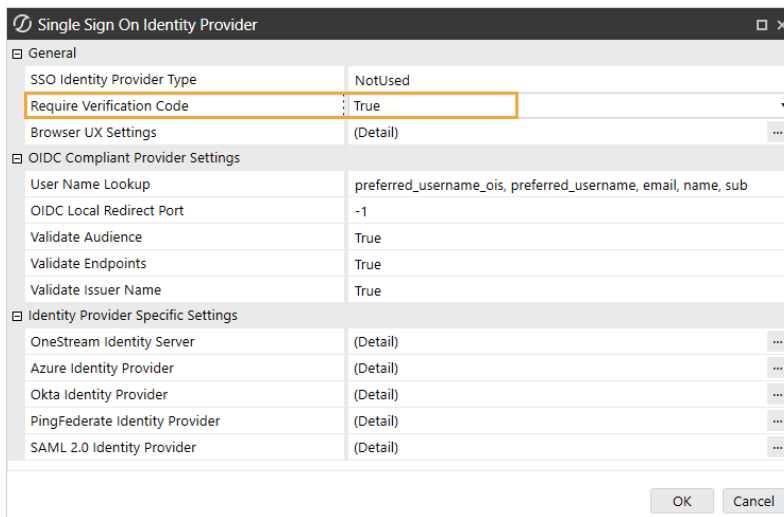 Single Sign On Identity Provider
General
SSO Identity Provider Type NotUsed
Require Verification Code True
Browser UX Settings (Detail) ...
OIDC Compliant Provider Settings
User Name Lookup preferred_username_ois, preferred_username, email, name, sub
OIDC Local Redirect Port -1
Validate Audience True
Validate Endpoints True
Validate Issuer Name True
Identity Provider Specific Settings
OneStream Identity Server (Detail) ...
Azure Identity Provider (Detail) ...
Okta Identity Provider (Detail) ...
PingFederate Identity Provider (Detail) ...
SAML 2.0 Identity Provider (Detail) ...
OK Cancel